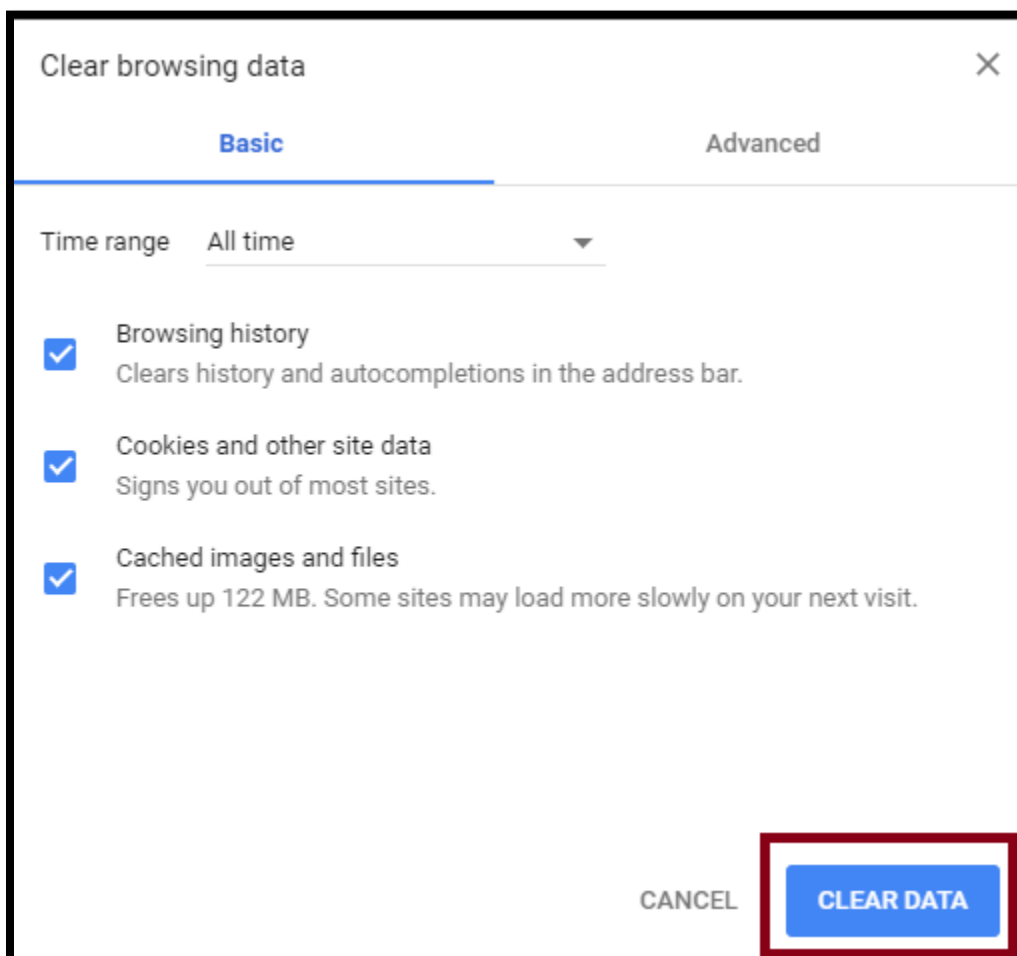 Clear browsing data
Basic
Advanced
Time range All time
Browsing history
Clears history and autocompletions in the address bar.
Cookies and other site data
Signs you out of most sites.
Cached images and files
Frees up 122 MB. Some sites may load more slowly on your next visit.
CANCEL
CLEAR DATA